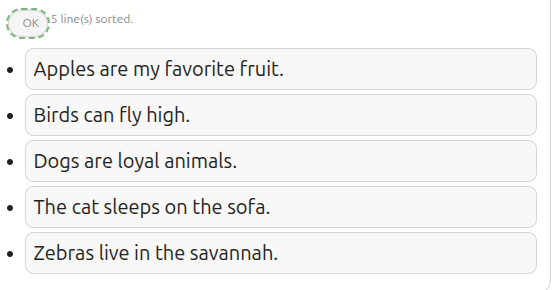 OK 5 line(s) sorted.
Apples are my favorite fruit.
Birds can fly high.
Dogs are loyal animals.
The cat sleeps on the sofa.
Zebras live in the savannah.